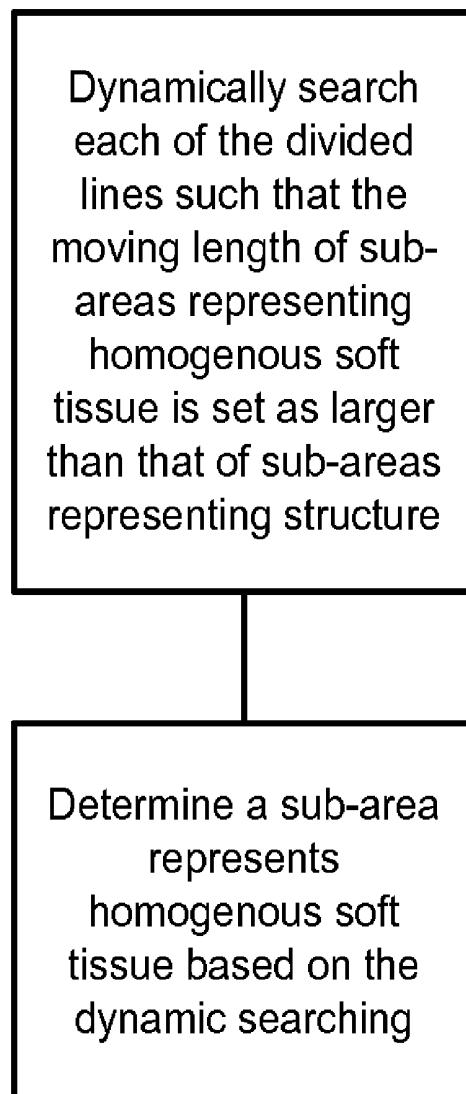 Dynamically search
each of the divided
lines such that the
moving length of sub-
areas representing
homogenous soft
tissue is set as larger
than that of sub-areas
representing structure
Determine a sub-area
represents
homogenous soft
tissue based on the
dynamic searching